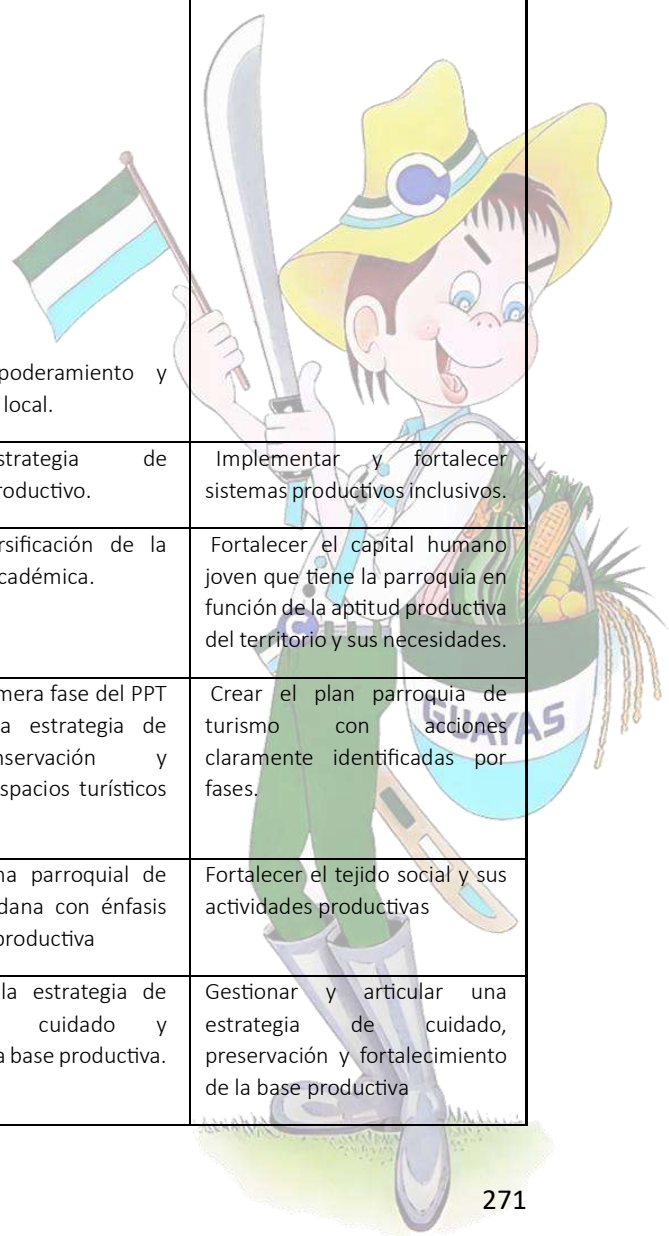 poderamiento y
local.
strategia de
roductivo.
Implementar y fortalecer
sistemas productivos inclusivos.
rsificación de la
cadémica.
Fortalecer el capital humano
joven que tiene la parroquia en
función de la aptitud productiva
del territorio y sus necesidades.
mera fase del PPT
a estrategia de
nservación y
spacios turísticos
Crear el plan parroquia de
turismo con acciones
claramente identificadas por
fases.
na parroquial de
dana con énfasis
productiva
Fortalecer el tejido social y sus
actividades productivas
la estrategia de
cuidado y
a base productiva.
Gestionar y articular una
estrategia de cuidado,
preservación y fortalecimiento
de la base productiva
C
C
GUAYAS
271